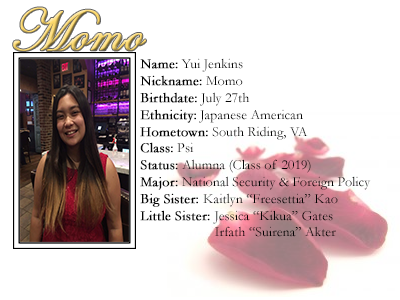 Momo
Name: Yui Jenkins
Nickname: Momo
Birthdate: July 27th
Ethnicity: Japanese American
Hometown: South Riding, VA
Class: Psi
Status: Alumna (Class of 2019)
Major: National Security & Foreign Policy
Big Sister: Kaitlyn “Freesettia” Kao
Little Sister: Jessica “Kikua” Gates
Irfath “Suirena” Akter